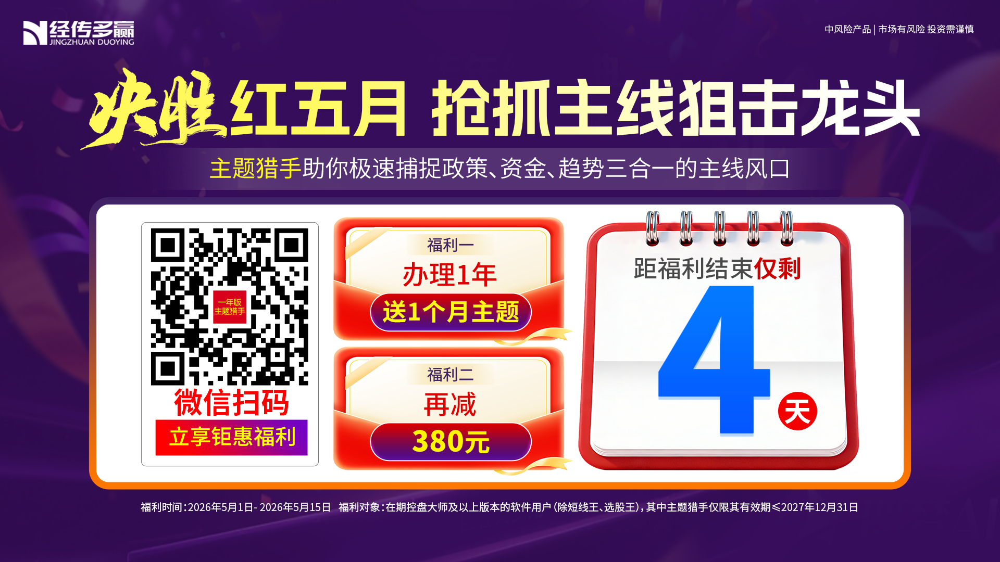 经传多赢
JINGZHUAN DUOYING
中风险产品 | 市场有风险 投资需谨慎
决胜红五月 抢抓主线狙击龙头
主题猎手助你极速捕捉政策、资金、趋势三合一的主线风口
一年版
主题猎手
微信扫码
立享钜惠福利
福利一
办理1年
送1个月主题
福利二
再减
380元
距福利结束仅剩
4
天
福利时间：2026年5月1日- 2026年5月15日 福利对象：在期控盘大师及以上版本的软件用户（除短线王、选股王），其中主题猎手仅限其有效期≤2027年12月31日